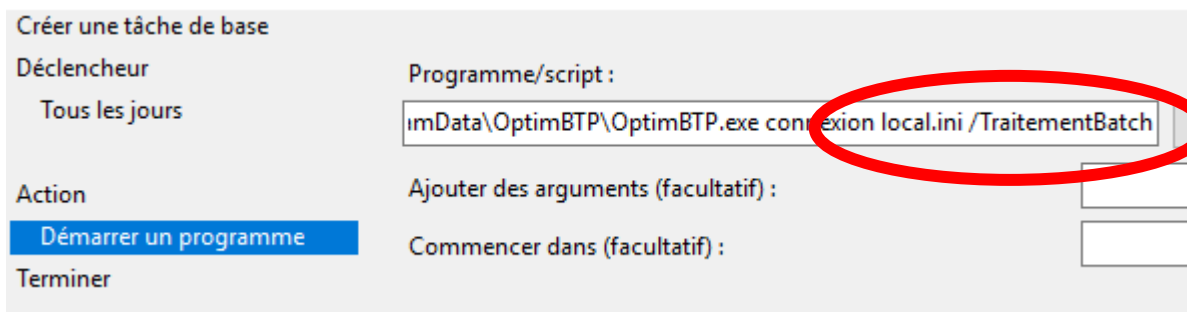 Créer une tâche de base
Déclencheur
Programme/script :
Tous les jours
ımData\OptimBTP\OptimBTP.exe connexion local.ini /TraitementBatch
Action
Ajouter des arguments (facultatif) :
Démarrer un programme
Commencer dans (facultatif) :
Terminer